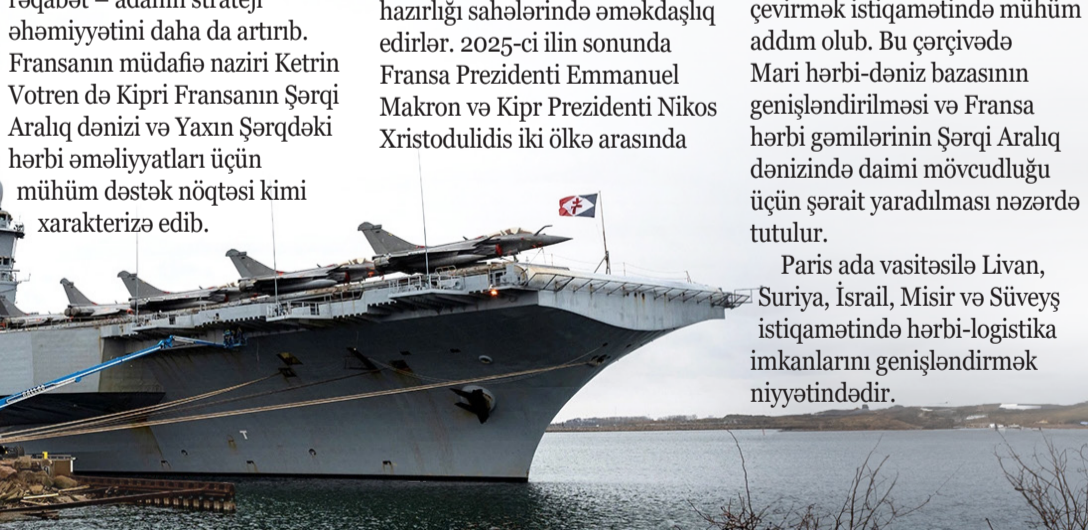 rəqabət – adanın strateji
əhəmiyyətini daha da artırıb.
Fransanın müdafiə naziri Ketrin
Votren də Kipri Fransanın Şərqi
Aralıq dənizi və Yaxın Şərqdəki
hərbi əməliyyatları üçün
mühüm dəstək nöqtəsi kimi
xarakterizə edib.
hazırlığı sahələrində əməkdaşlıq
edirlər. 2025-ci ilin sonunda
Fransa Prezidenti Emmanuel
Makron və Kipr Prezidenti Nikos
Xristodulidis iki ölkə arasında
çevirmək istiqamətində mühüm
addım olub. Bu çərçivədə
Mari hərbi-dəniz bazasının
genişləndirilməsi və Fransa
hərbi gəmilərinin Şərqi Aralıq
dənizində daimi mövcudluğu
üçün şərait yaradılması nəzərdə
tutulur.
Paris ada vasitəsilə Livan,
Suriya, İsrail, Misir və Süveyş
istiqamətində hərbi-logistika
imkanlarını genişləndirmək
niyyətindədir.